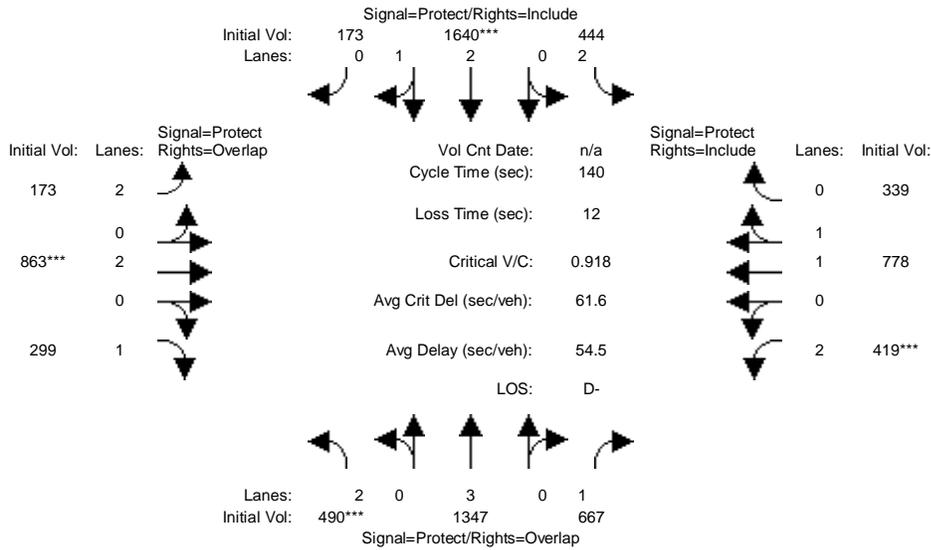 Signal=Protect/Rights=Include
Initial Vol: 173 1640*** 444
Lanes: 0 1 2 0 2
Signal=Protect
Rights=Overlap
Signal=Protect
Rights=Include
Initial Vol: Lanes:
Vol Cnt Date: n/a
Lanes: Initial Vol:
Cycle Time (sec): 140
173 2
0 339
Loss Time (sec): 12
0
1
863*** 2
Critical V/C: 0.918
1 778
0
Avg Crit Del (sec/veh): 61.6
0
299 1
Avg Delay (sec/veh): 54.5
2 419***
LOS: D-
Lanes: 2 0 3 0 1
Initial Vol: 490*** 1347 667
Signal=Protect/Rights=Overlap